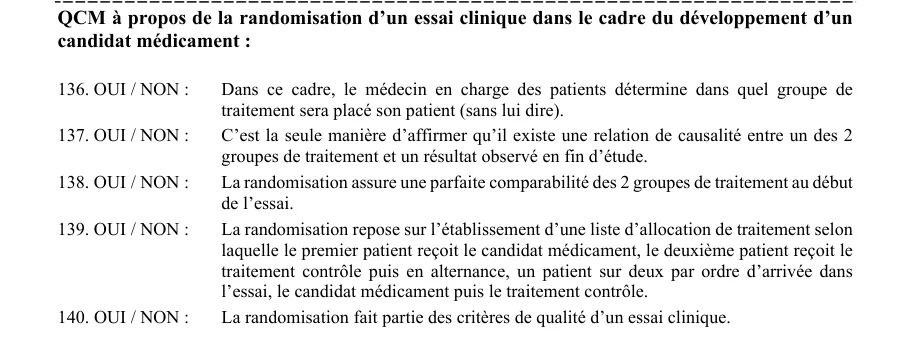 QCM à propos de la randomisation d’un essai clinique dans le cadre du développement d’un
candidat médicament :
136. OUI / NON : Dans ce cadre, le médecin en charge des patients détermine dans quel groupe de
traitement sera placé son patient (sans lui dire).
137. OUI / NON : C’est la seule manière d’affirmer qu’il existe une relation de causalité entre un des 2
groupes de traitement et un résultat observé en fin d’étude.
138. OUI / NON : La randomisation assure une parfaite comparabilité des 2 groupes de traitement au début
de l’essai.
139. OUI / NON : La randomisation repose sur l’établissement d’une liste d’allocation de traitement selon
laquelle le premier patient reçoit le candidat médicament, le deuxième patient reçoit le
traitement contrôle puis en alternance, un patient sur deux par ordre d’arrivée dans
l’essai, le candidat médicament puis le traitement contrôle.
140. OUI / NON : La randomisation fait partie des critères de qualité d’un essai clinique.